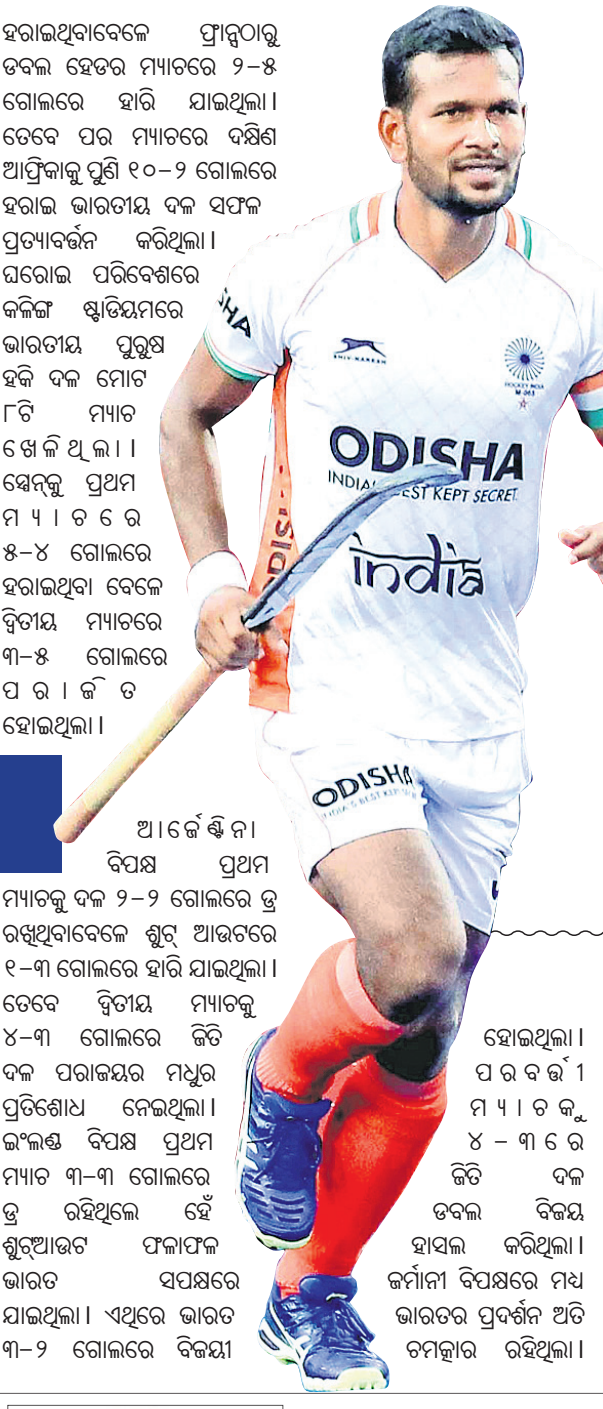 ହରାଇଥିବାବେଳେ ଫ୍ରାନ୍ସଠାରୁ
ଡବଲ ହେଡର ମ୍ୟାଚରେ ୨-୫
ଗୋଲରେ ହାରି ଯାଇଥିଲା।
ତେବେ ପର ମ୍ୟାଚରେ ଦକ୍ଷିଣ
ଆଫ୍ରିକାକୁ ପୁଣି ୧୦-୨ ଗୋଲରେ
ହରାଇ ଭାରତୀୟ ଦଳ ସଫଳ
ପ୍ରତ୍ୟାବର୍ତ୍ତନ କରିଥିଲା।
ଘରୋଇ ପରିବେଶରେ
କଳିଙ୍ଗ ଷ୍ଟାଡିୟମରେ
ଭାରତୀୟ ପୁରୁଷ
ହକି ଦଳ ମୋଟ
୮ଟି ମ୍ୟାଚ
ଖେଳିଥିଲା।
ସ୍ପେନ୍‌କୁ ପ୍ରଥମ
ମ୍ୟାଚରେ
୫-୪ ଗୋଲରେ
ହରାଇଥିବା ବେଳେ
ଦ୍ୱିତୀୟ ମ୍ୟାଚରେ
୩-୫ ଗୋଲରେ
ପରାଜିତ
ହୋଇଥିଲା।
ଆର୍ଜେଣ୍ଟିନା
ବିପକ୍ଷ ପ୍ରଥମ
ମ୍ୟାଚକୁ ଦଳ ୨-୨ ଗୋଲରେ ଡ୍ର
ରଖିଥିବାବେଳେ ଶୁଟ୍ ଆଉଟରେ
୧-୩ ଗୋଲରେ ହାରି ଯାଇଥିଲା।
ତେବେ ଦ୍ୱିତୀୟ ମ୍ୟାଚକୁ
୪-୩ ଗୋଲରେ ଜିତି
ଦଳ ପରାଜୟର ମଧୁର
ପ୍ରତିଶୋଧ ନେଇଥିଲା।
ଇଂଲଣ୍ଡ ବିପକ୍ଷ ପ୍ରଥମ
ମ୍ୟାଚ ୩-୩ ଗୋଲରେ
ଡ୍ର ରହିଥିଲେ ହେଁ
ଶୁଟ୍‌ଆଉଟ ଫଳାଫଳ
ଭାରତ ସପକ୍ଷରେ
ଯାଇଥିଲା। ଏଥିରେ ଭାରତ
୩-୨ ଗୋଲରେ ବିଜୟୀ
ହୋଇଥିଲା।
ପରବର୍ତ୍ତୀ
ମ୍ୟାଚକୁ
୪-୩ରେ
ଜିତି ଦଳ
ଡବଲ ବିଜୟ
ହାସଲ କରିଥିଲା।
ଜର୍ମାନୀ ବିପକ୍ଷରେ ମଧ୍ୟ
ଭାରତର ପ୍ରଦର୍ଶନ ଅତି
ଚମତ୍କାର ରହିଥିଲା।
SHIV-NARESH
HOCKEY INDIA
M-063
ODISHA
BEST KEPT SECRET
india
ODISHA